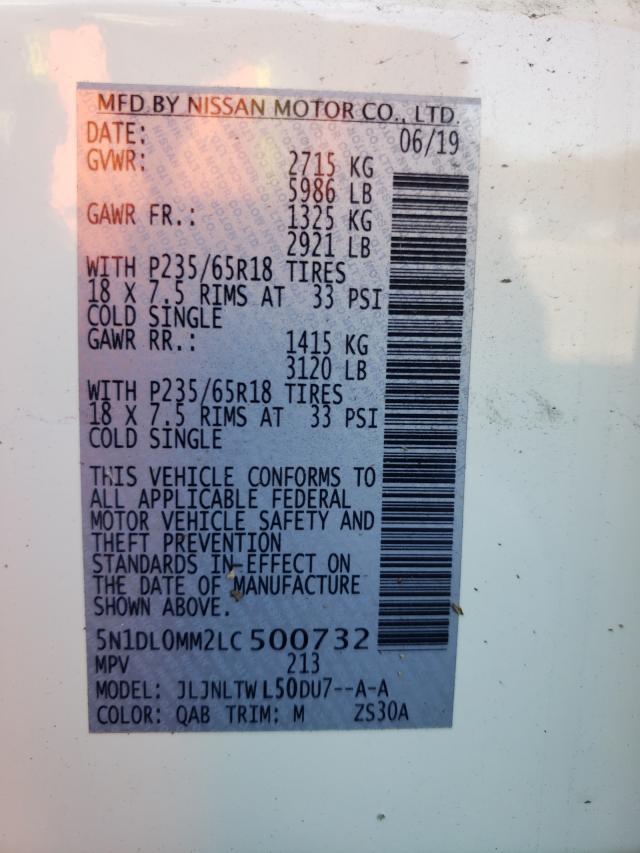 MFD BY NISSAN MOTOR CO., LTD.
DATE: 06/19
GVWR: 2715 KG
5986 LB
GAWR FR.: 1325 KG
2921 LB
WITH P235/65R18 TIRES
18 X 7.5 RIMS AT 33 PSI
COLD SINGLE
GAWR RR.: 1415 KG
3120 LB
WITH P235/65R18 TIRES
18 X 7.5 RIMS AT 33 PSI
COLD SINGLE
THIS VEHICLE CONFORMS TO
ALL APPLICABLE FEDERAL
MOTOR VEHICLE SAFETY AND
THEFT PREVENTION
STANDARDS IN EFFECT ON
THE DATE OF MANUFACTURE
SHOWN ABOVE.
5N1DL0MM2LC500732
MPV 213
MODEL: JLJNLTWL50DU7--A-A
COLOR: QAB TRIM: M ZS30A